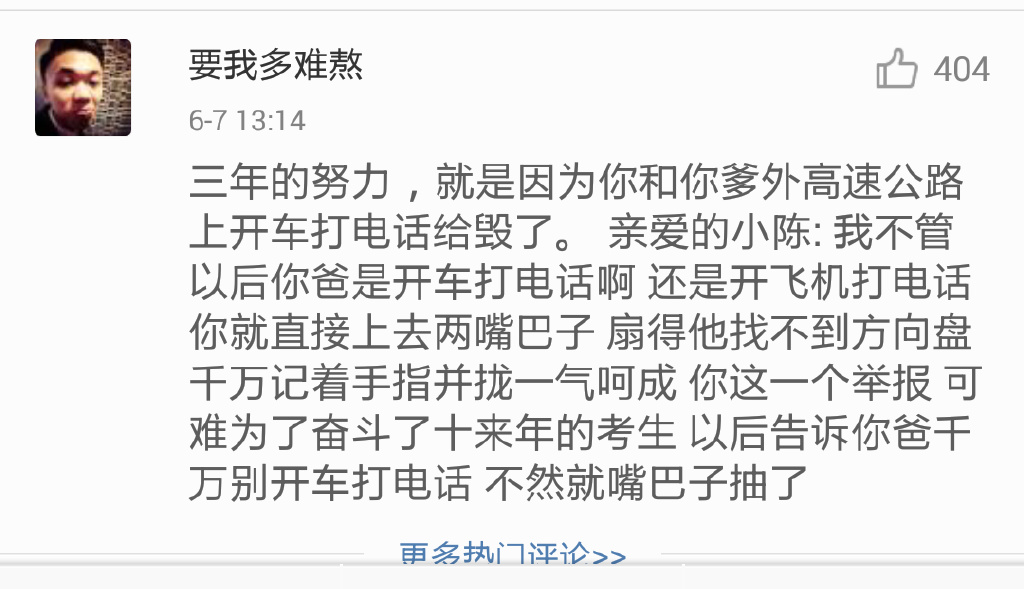 要我多难熬
404
6-7 13:14
三年的努力，就是因为你和你爹外高速公路
上开车打电话给毁了。 亲爱的小陈: 我不管
以后你爸是开车打电话啊 还是开飞机打电话
你就直接上去两嘴巴子 扇得他找不到方向盘
千万记着手指并拢一气呵成 你这一个举报 可
难为了奋斗了十来年的考生 以后告诉你爸千
万别开车打电话 不然就嘴巴子抽了
更多热门评论>>